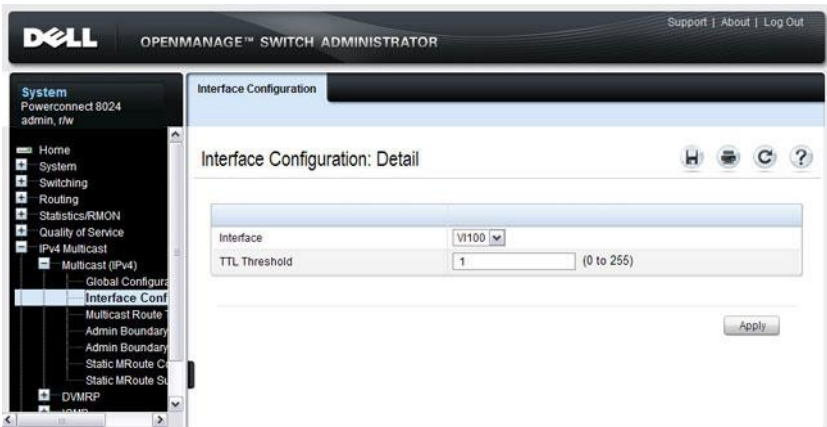 Support | About | Log Out
DELL
OPENMANAGE™ SWITCH ADMINISTRATOR
System
Powerconnect 8024
admin, r/w
Home
System
Switching
Routing
Statistics/RMON
Quality of Service
IPv4 Multicast
Multicast (IPv4)
Global Configura
Interface Conf
Multicast Route
Admin Boundary
Admin Boundary
Static MRoute Co
Static MRoute Su
DVMRP
Interface Configuration
Interface Configuration: Detail
Interface
Vl100
TTL Threshold
1
(0 to 255)
Apply